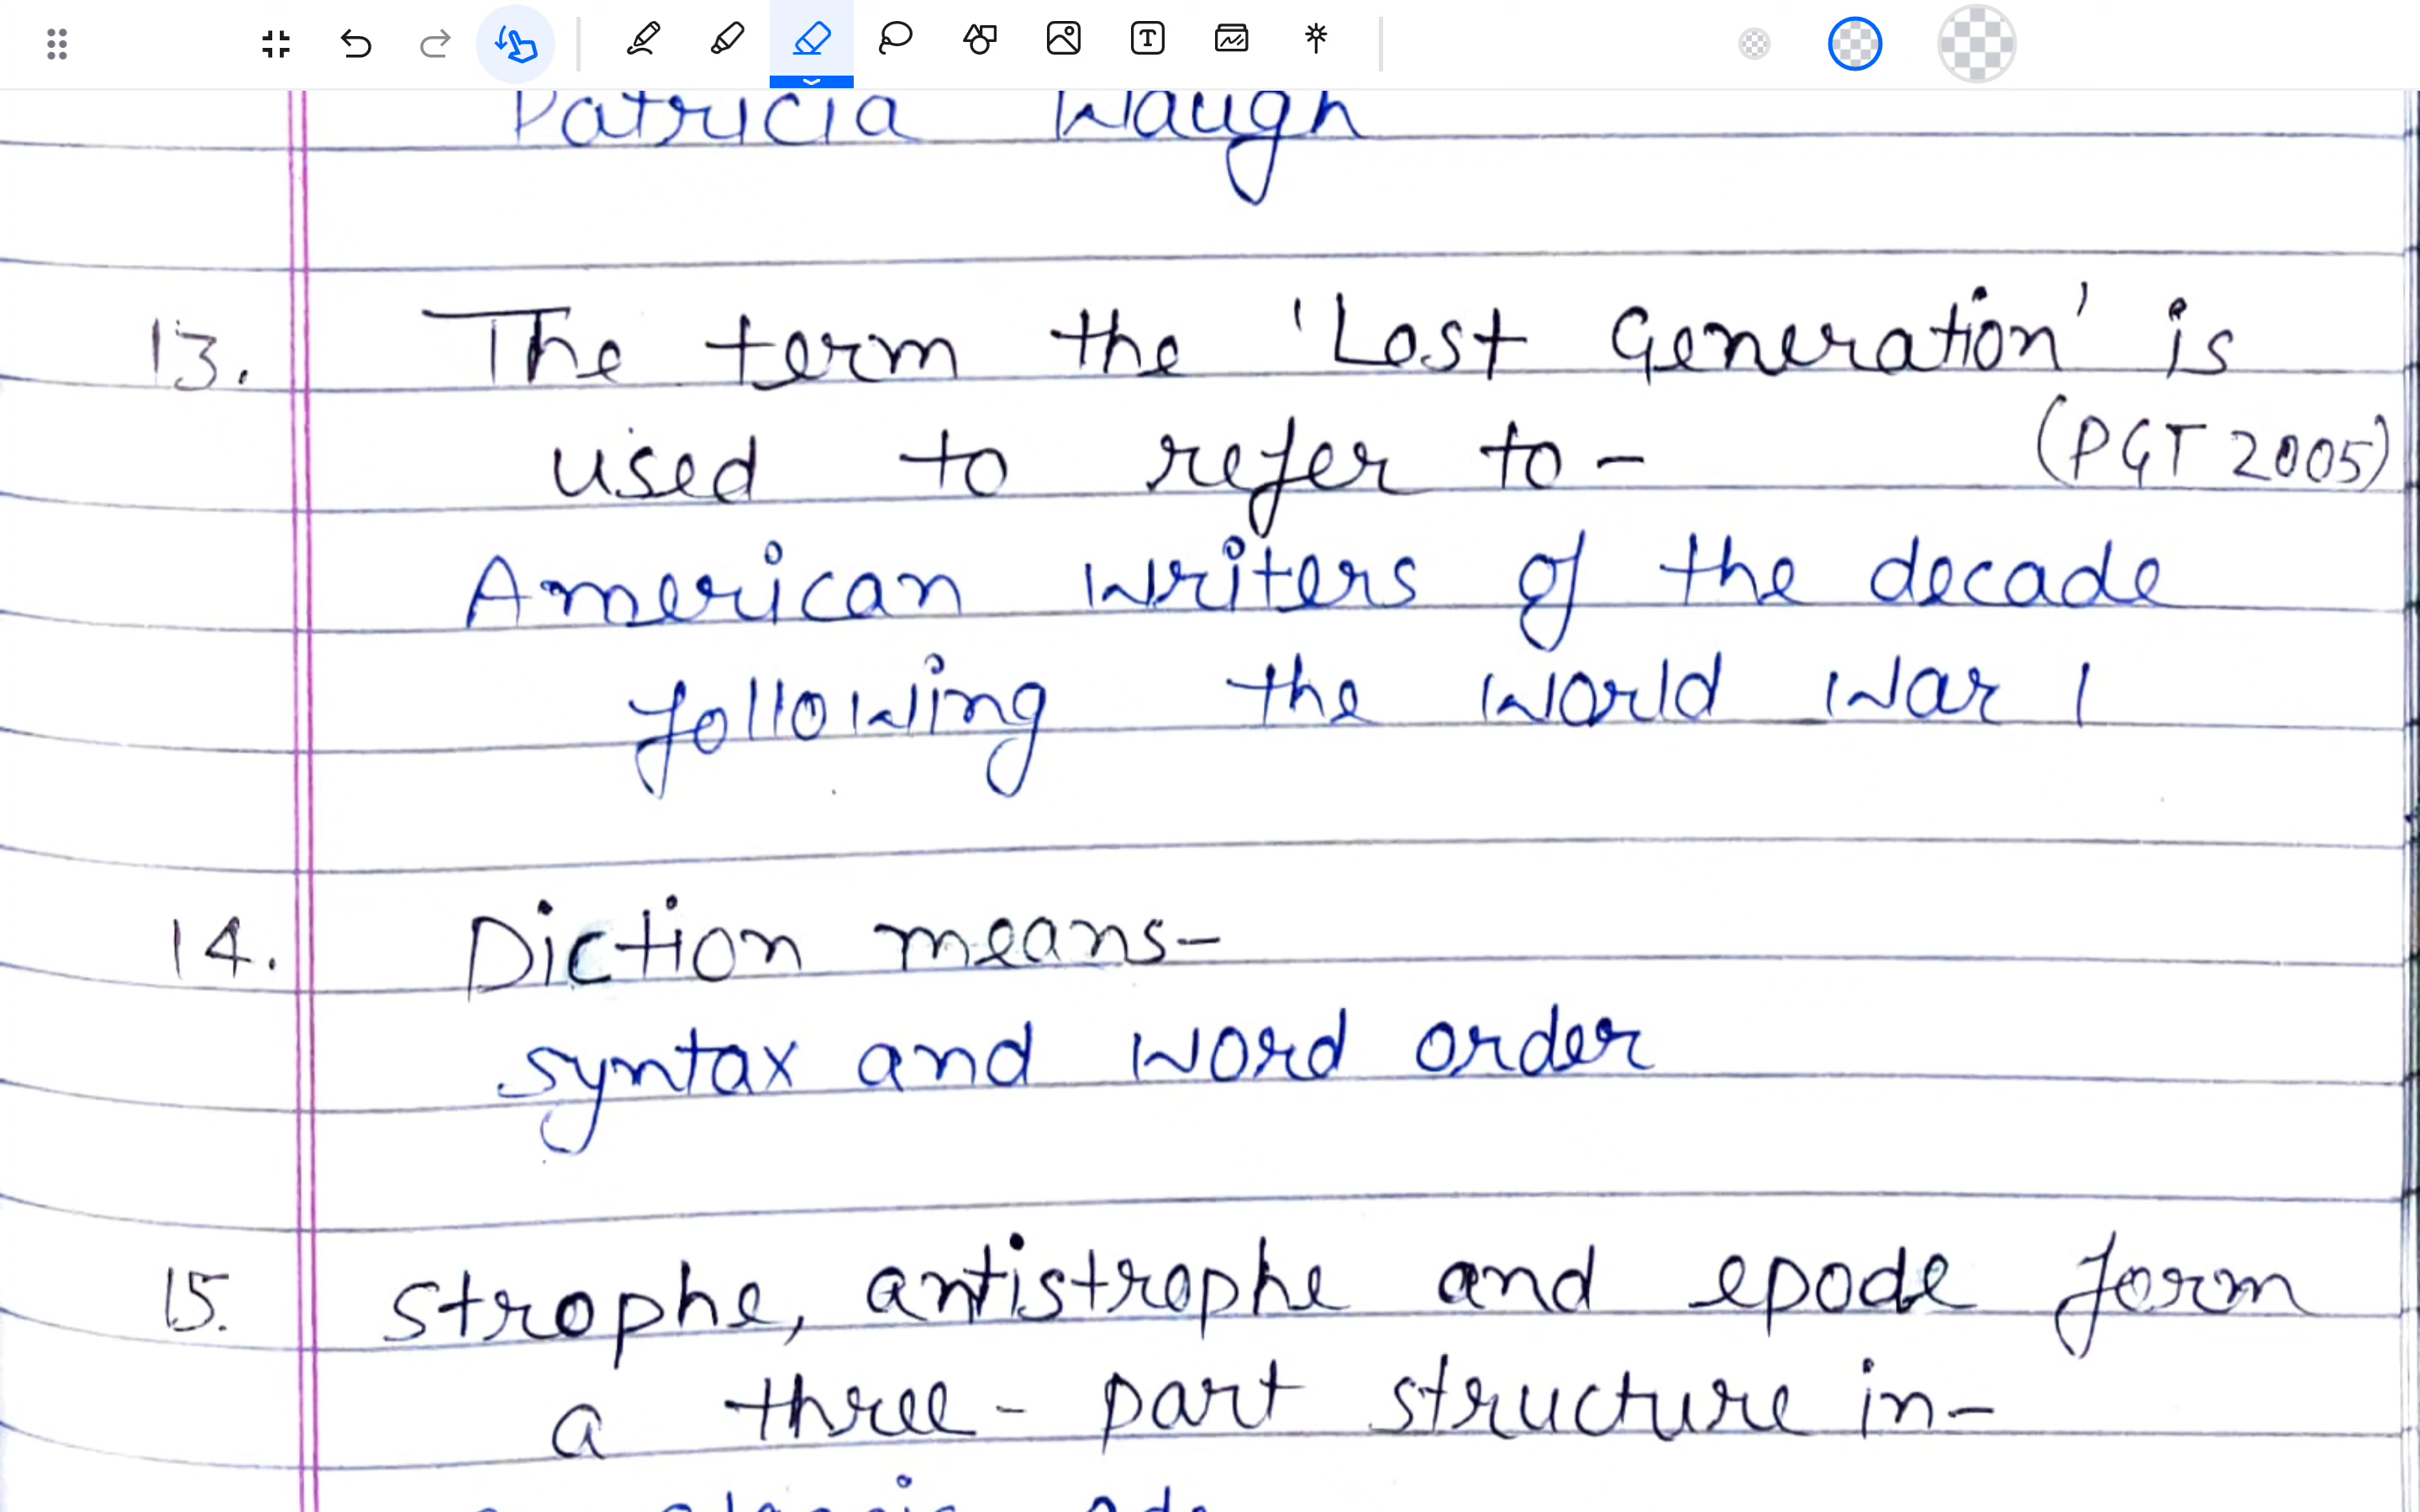 Patricia Waugh
13. The term the 'Lost Generation' is
used to refer to - (PGT 2005)
American writers of the decade
following the World War I
14. Diction means-
syntax and word order
15. Strophe, antistrophe and epode form
a three-part structure in-